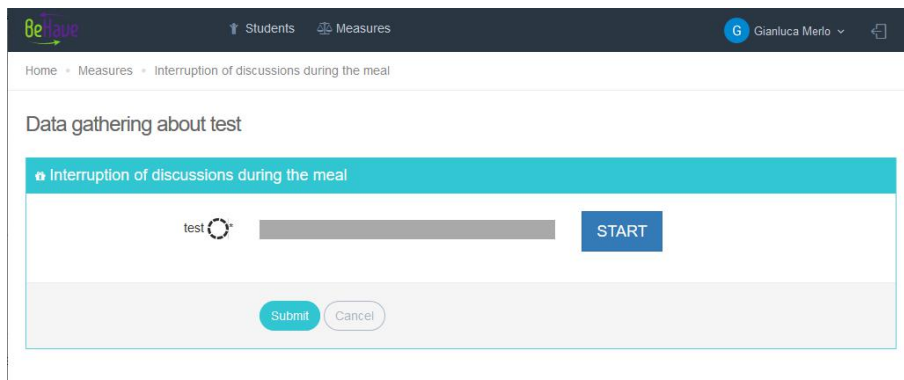 BeHave
Students Measures
G Gianluca Merlo
Home Measures Interruption of discussions during the meal
Data gathering about test
Interruption of discussions during the meal
test * START
Submit Cancel